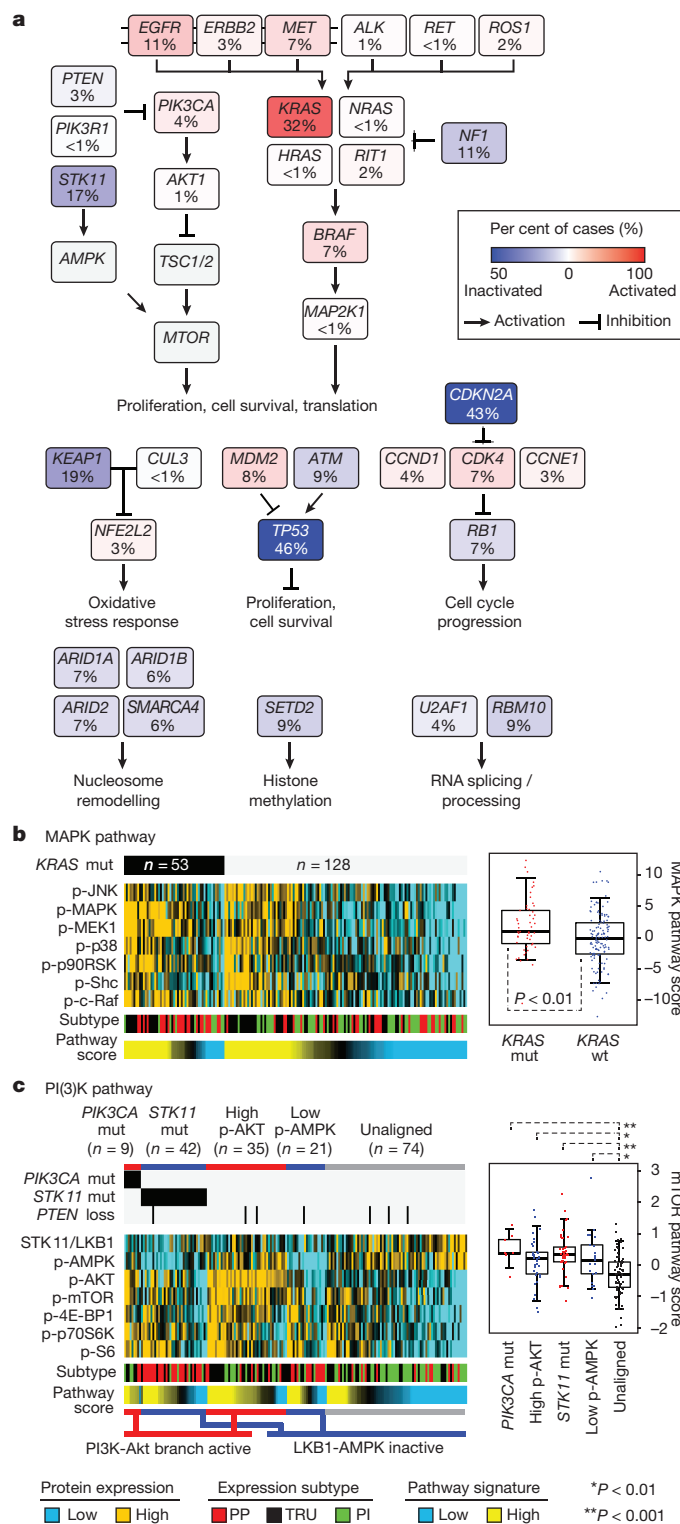 a
EGFR 11%
ERBB2 3%
MET 7%
ALK 1%
RET <1%
ROS1 2%
PTEN 3%
PIK3R1 <1%
STK11 17%
AMPK
PIK3CA 4%
AKT1 1%
TSC1/2
MTOR
KRAS 32%
NRAS <1%
HRAS <1%
RIT1 2%
NF1 11%
BRAF 7%
MAP2K1 <1%
Per cent of cases (%)
50 0 100
Inactivated Activated
Activation Inhibition
Proliferation, cell survival, translation
KEAP1 19%
CUL3 <1%
NFE2L2 3%
Oxidative
stress response
MDM2 8%
ATM 9%
TP53 46%
Proliferation,
cell survival
CDKN2A 43%
CCND1 4%
CDK4 7%
CCNE1 3%
RB1 7%
Cell cycle
progression
ARID1A 7%
ARID1B 6%
ARID2 7%
SMARCA4 6%
Nucleosome
remodelling
SETD2 9%
Histone
methylation
U2AF1 4%
RBM10 9%
RNA splicing /
processing
b MAPK pathway
KRAS mut n = 53 n = 128
p-JNK
p-MAPK
p-MEK1
p-p38
p-p90RSK
p-Shc
p-c-Raf
Subtype
Pathway
score
10
5
0
−5
−10
MAPK pathway score
P < 0.01
KRAS
mut
KRAS
wt
c PI(3)K pathway
PIK3CA
mut
(n = 9)
STK11
mut
(n = 42)
High
p-AKT
(n = 35)
Low
p-AMPK
(n = 21)
Unaligned
(n = 74)
PIK3CA mut
STK11 mut
PTEN loss
STK11/LKB1
p-AMPK
p-AKT
p-mTOR
p-4E-BP1
p-p70S6K
p-S6
Subtype
Pathway
score
PI3K-Akt branch active
LKB1-AMPK inactive
**
*
**
*
3
2
1
0
−1
−2
mTOR pathway score
PIK3CA mut
High p-AKT
STK11 mut
Low p-AMPK
Unaligned
Protein expression
Low High
Expression subtype
PP TRU PI
Pathway signature
Low High
*P < 0.01
**P < 0.001